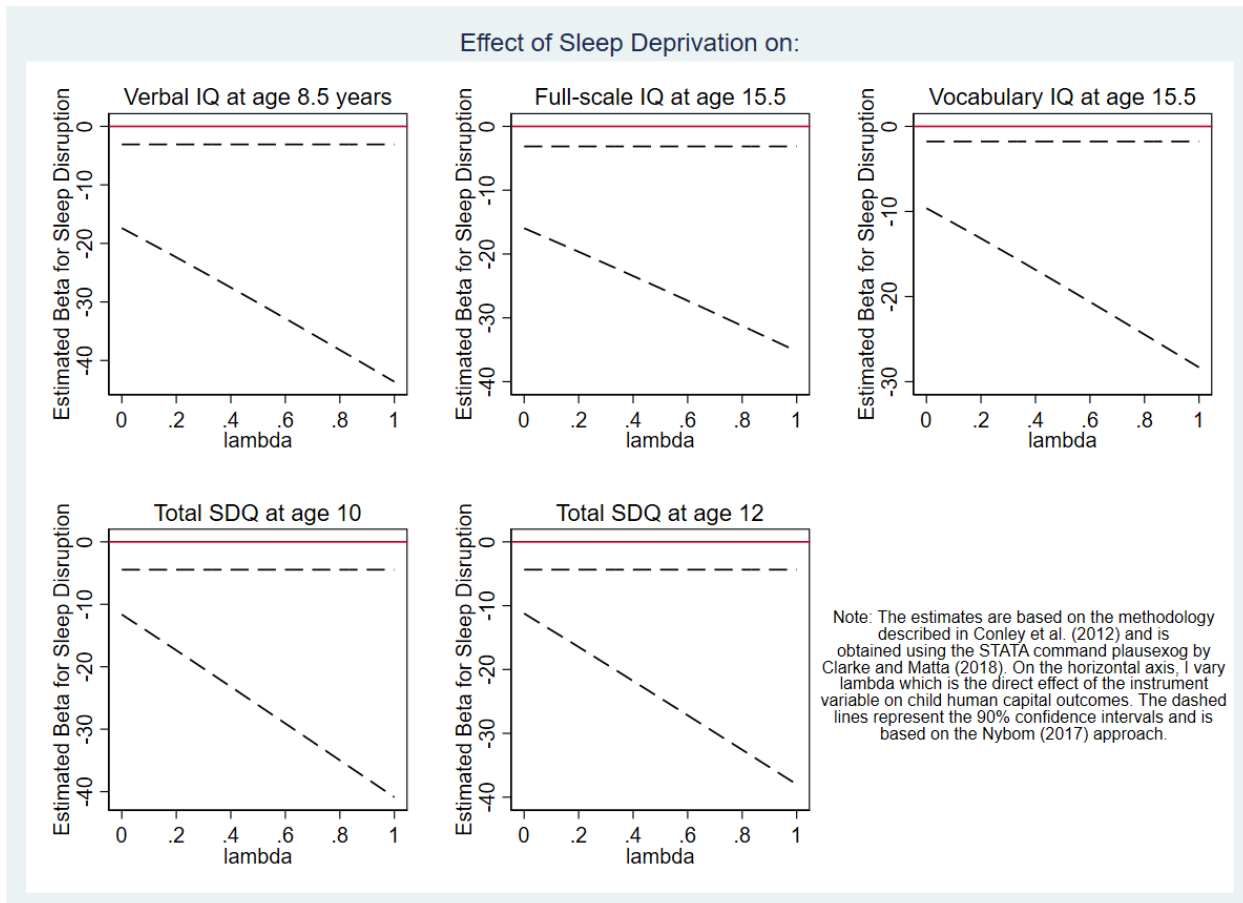 Effect of Sleep Deprivation on:
Verbal IQ at age 8.5 years
Estimated Beta for Sleep Disruption
0
-10
-20
-30
-40
0 .2 .4 .6 .8 1
lambda
Full-scale IQ at age 15.5
Estimated Beta for Sleep Disruption
0
-10
-20
-30
-40
0 .2 .4 .6 .8 1
lambda
Vocabulary IQ at age 15.5
Estimated Beta for Sleep Disruption
0
-10
-20
-30
0 .2 .4 .6 .8 1
lambda
Total SDQ at age 10
Estimated Beta for Sleep Disruption
0
-10
-20
-30
-40
0 .2 .4 .6 .8 1
lambda
Total SDQ at age 12
Estimated Beta for Sleep Disruption
0
-10
-20
-30
-40
0 .2 .4 .6 .8 1
lambda
Note: The estimates are based on the methodology
described in Conley et al. (2012) and is
obtained using the STATA command plausexog by
Clarke and Matta (2018). On the horizontal axis, I vary
lambda which is the direct effect of the instrument
variable on child human capital outcomes. The dashed
lines represent the 90% confidence intervals and is
based on the Nybom (2017) approach.